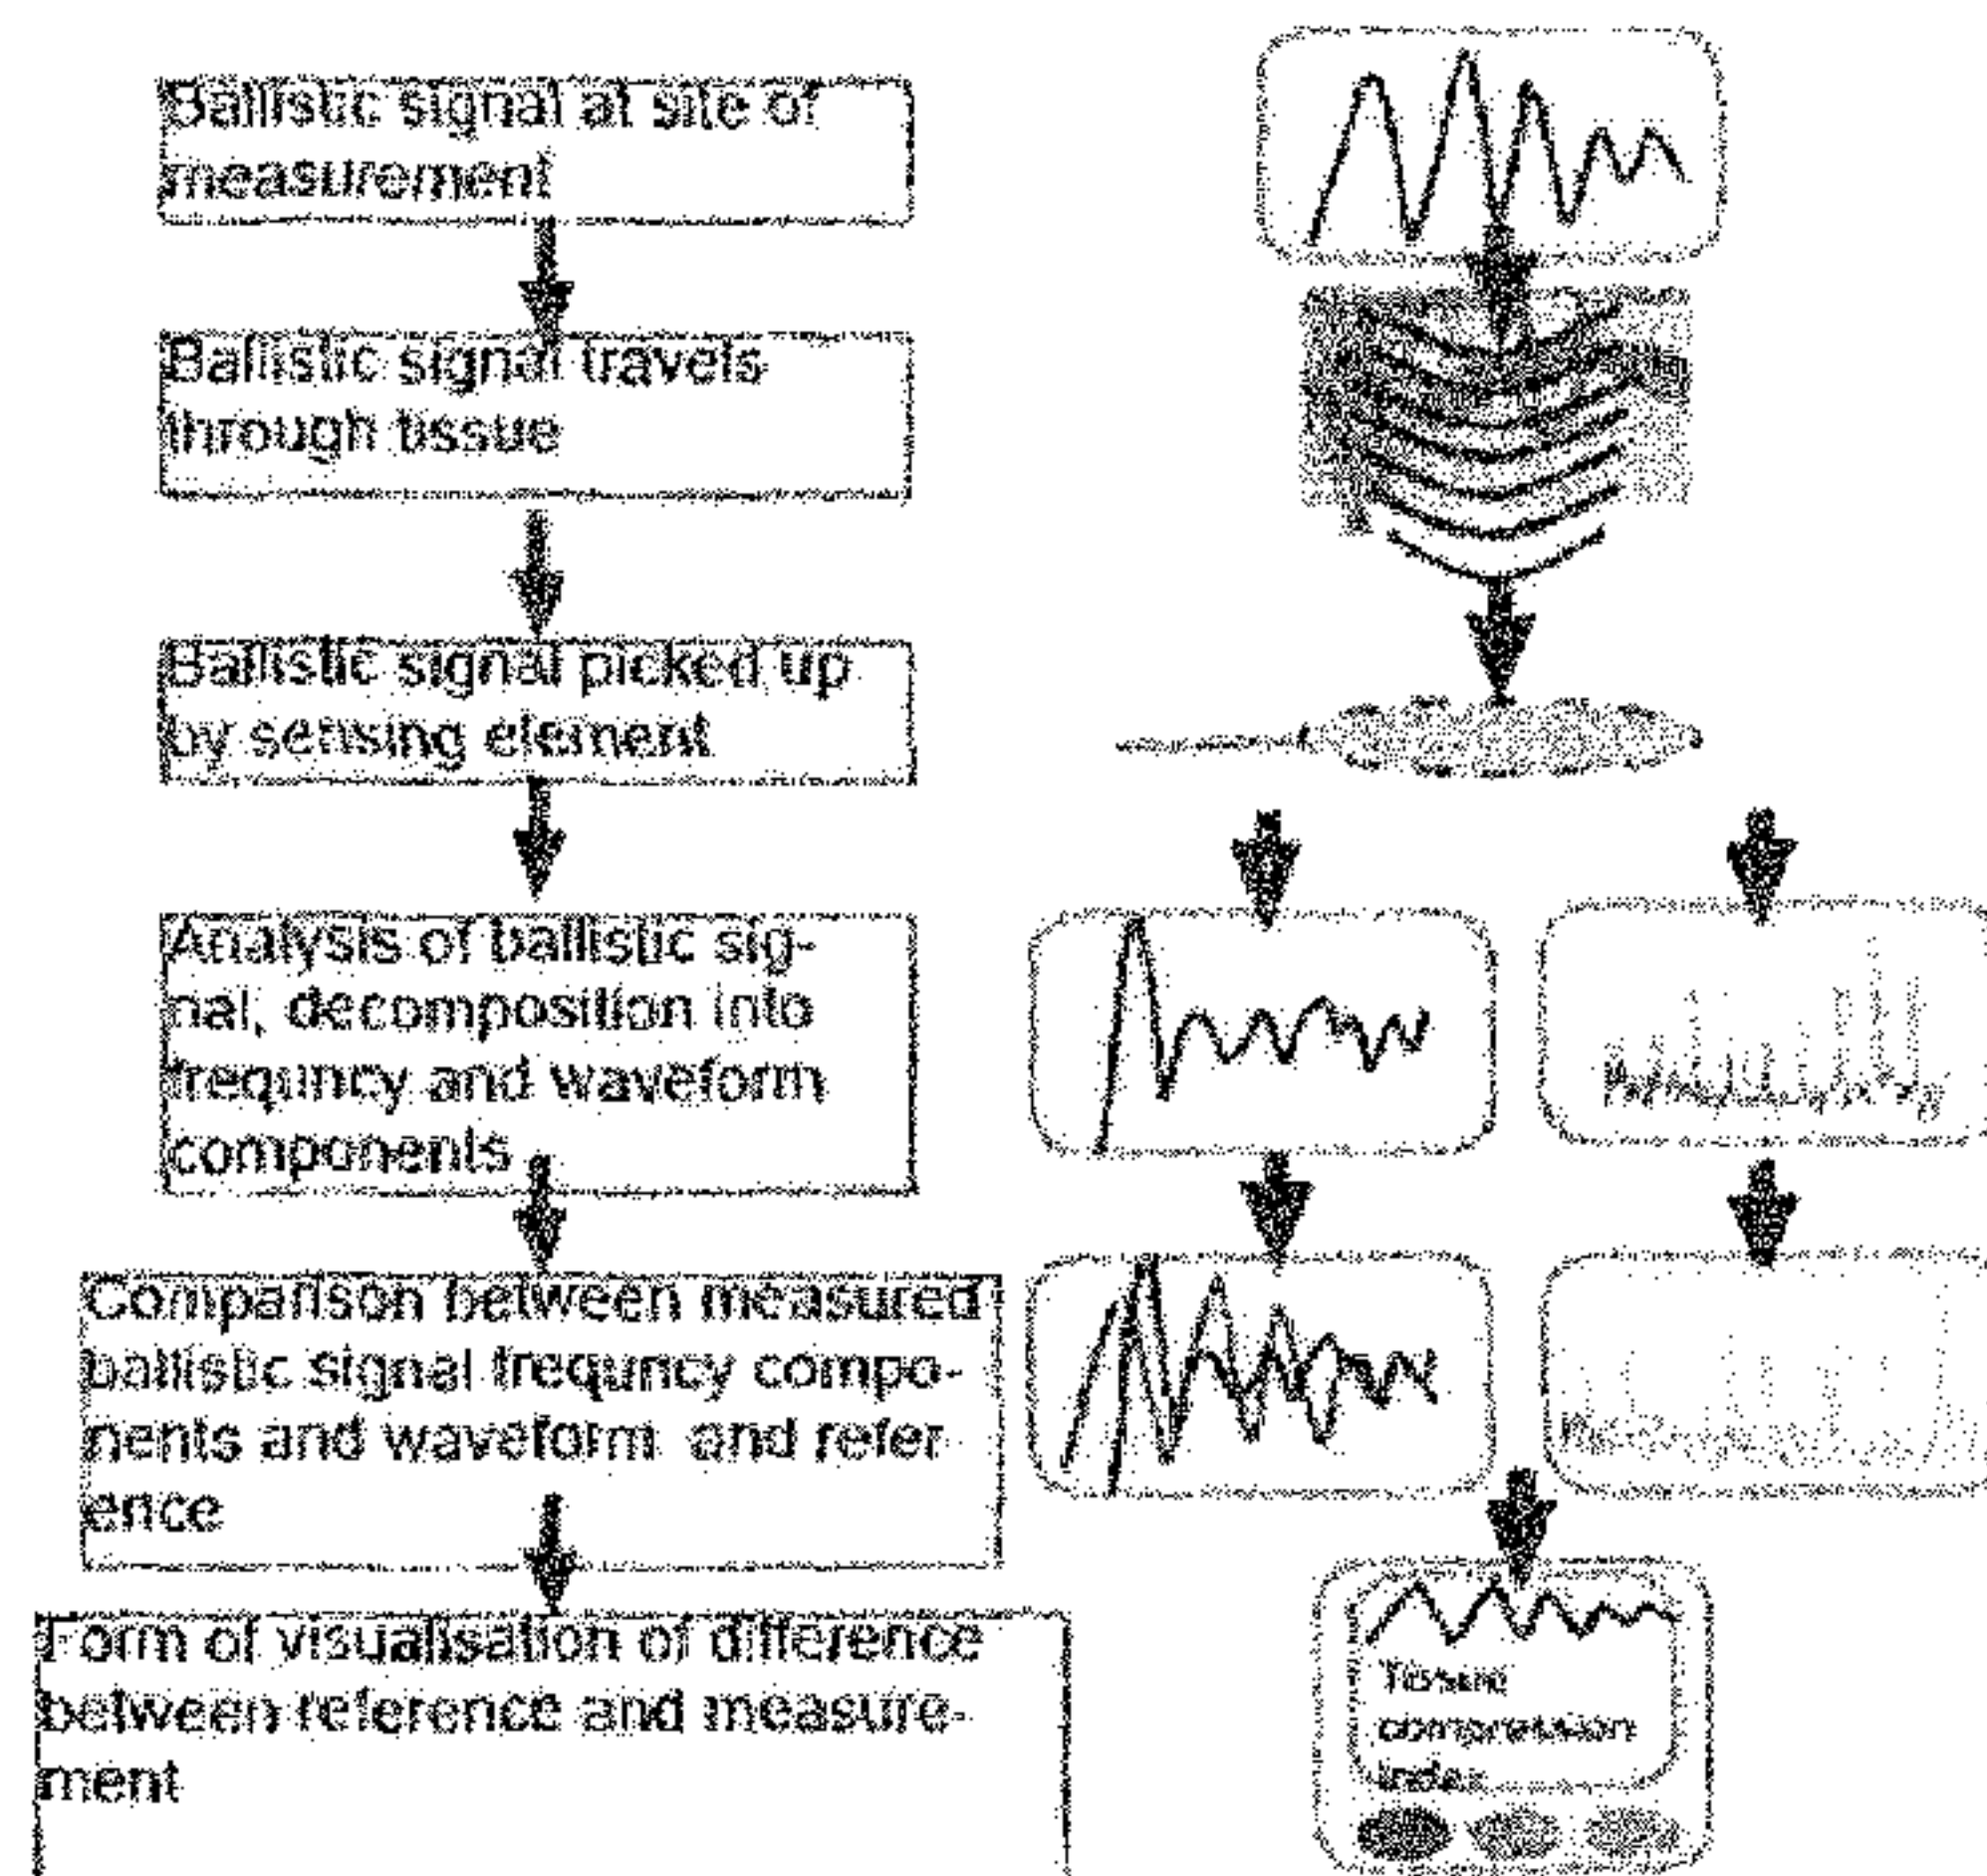 Ballistic signal at site of
measurement
Ballistic signal travels
through tissue
Ballistic signal picked up
by sensing element
Analysis of ballistic sig-
nal, decomposition into
frequncy and waveform
components
Comparison between measured
ballistic signal frequncy compo-
nents and waveform and refer
ence
Form of visualisation of difference
between reference and measure-
ment
Tissue
compression
index